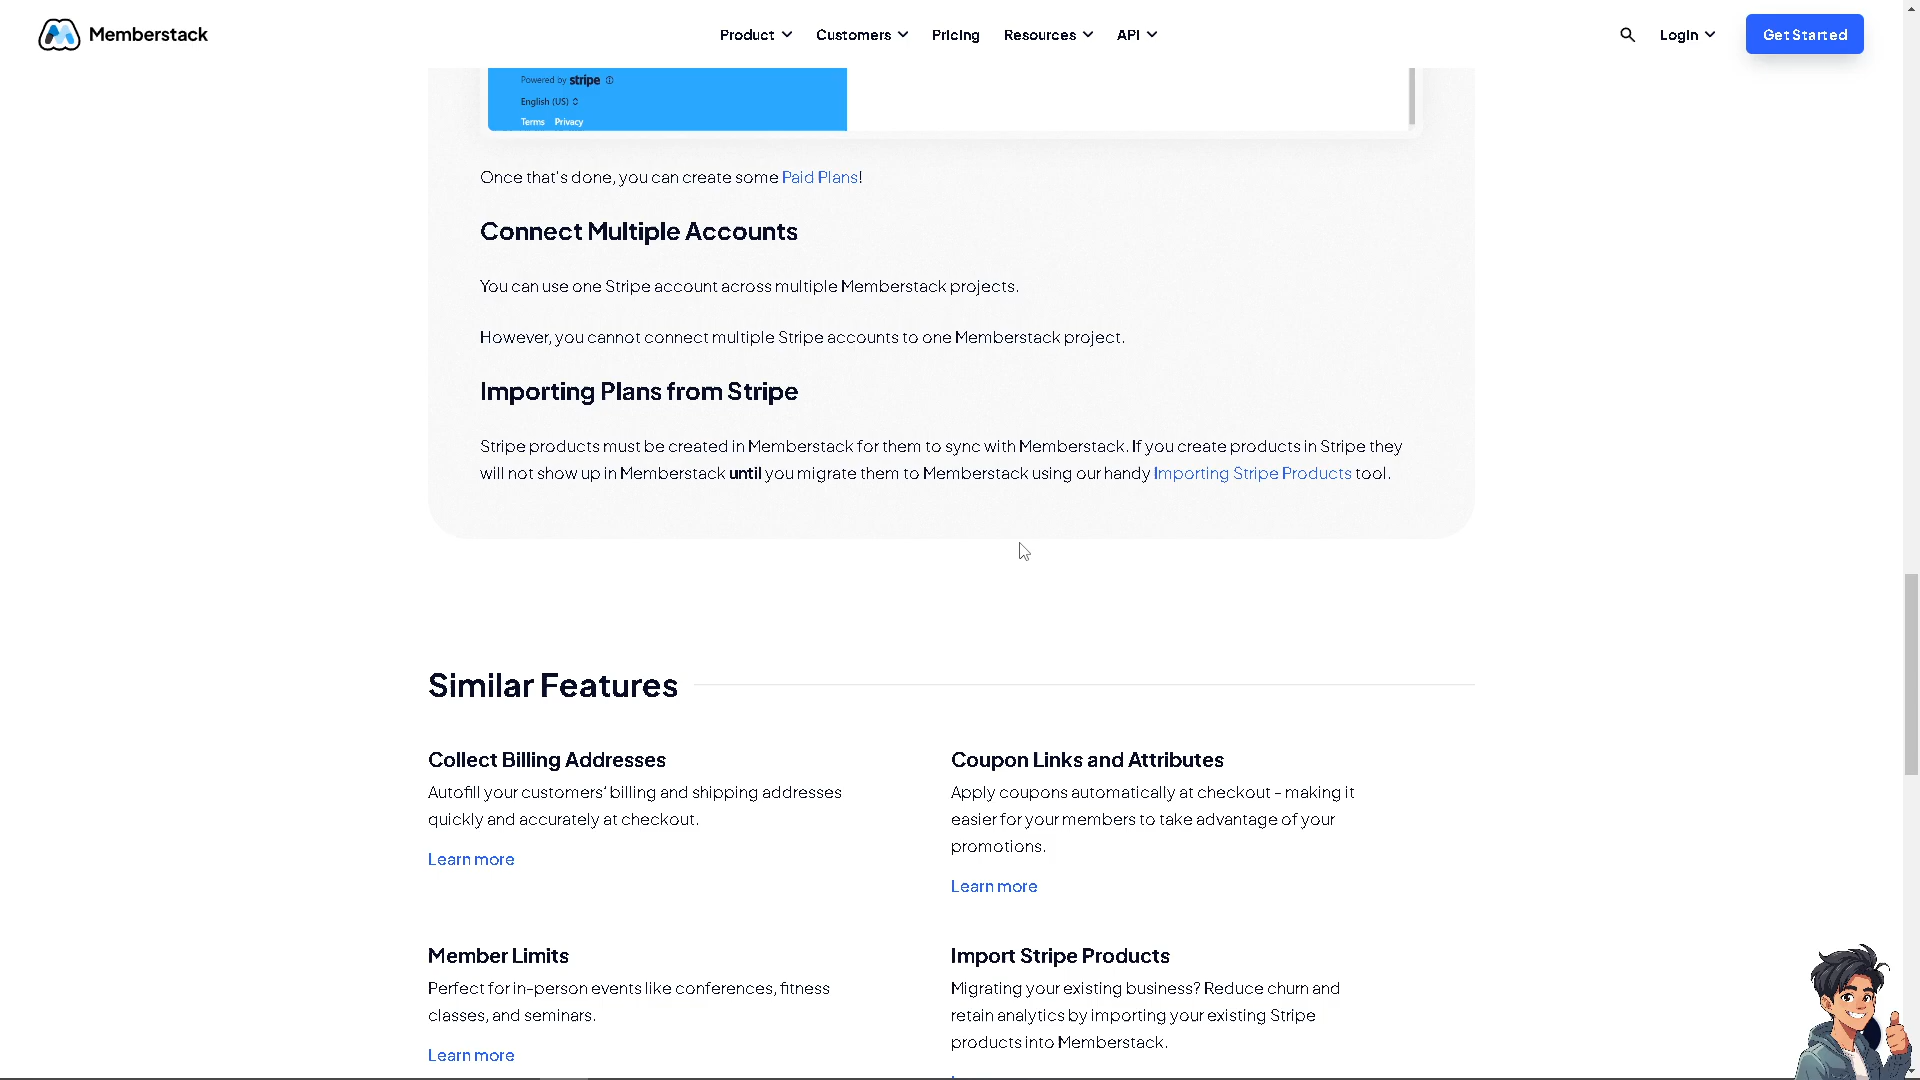 Memberstack
Product
Customers
Pricing
Resources
API
Login
Get Started
Powered by stripe
English (US)
Terms Privacy
Once that's done, you can create some Paid Plans!
Connect Multiple Accounts
You can use one Stripe account across multiple Memberstack projects.
However, you cannot connect multiple Stripe accounts to one Memberstack project.
Importing Plans from Stripe
Stripe products must be created in Memberstack for them to sync with Memberstack. If you create products in Stripe they
will not show up in Memberstack until you migrate them to Memberstack using our handy Importing Stripe Products tool.
Similar Features
Collect Billing Addresses
Autofill your customers' billing and shipping addresses
quickly and accurately at checkout.
Learn more
Coupon Links and Attributes
Apply coupons automatically at checkout - making it
easier for your members to take advantage of your
promotions.
Learn more
Member Limits
Perfect for in-person events like conferences, fitness
classes, and seminars.
Learn more
Import Stripe Products
Migrating your existing business? Reduce churn and
retain analytics by importing your existing Stripe
products into Memberstack.